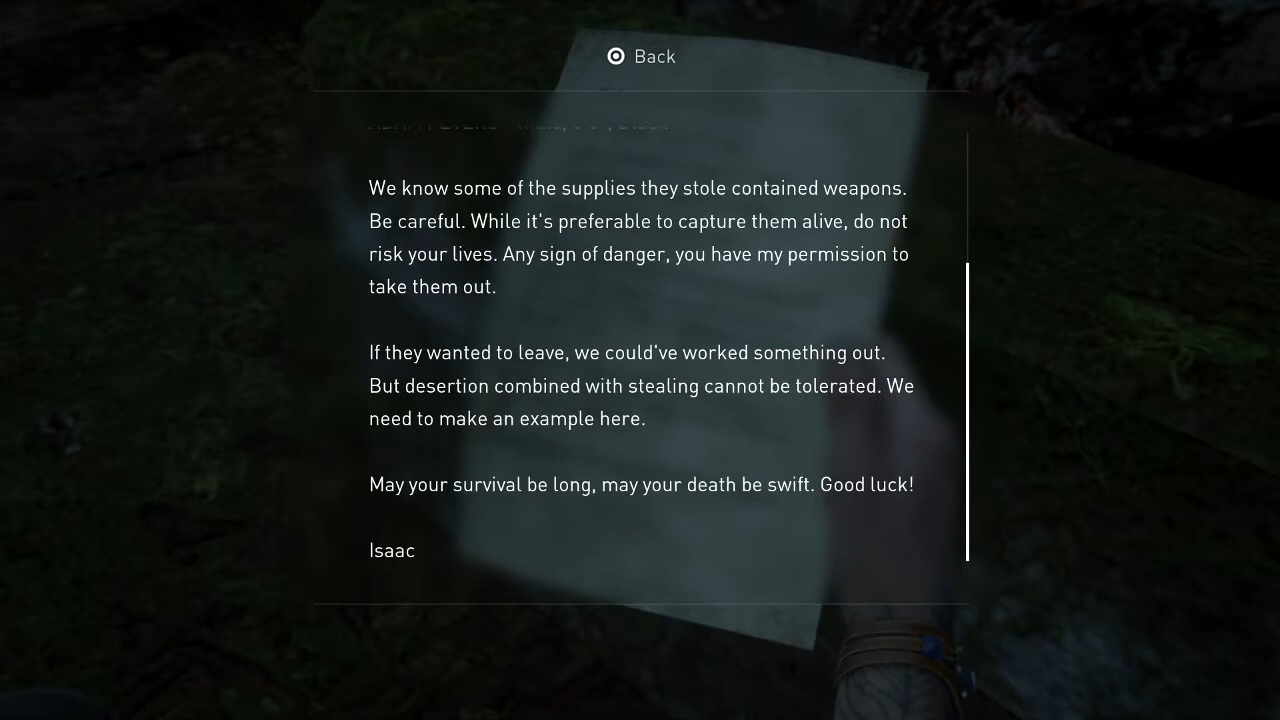 Back
We know some of the supplies they stole contained weapons.
Be careful. While it's preferable to capture them alive, do not
risk your lives. Any sign of danger, you have my permission to
take them out.
If they wanted to leave, we could've worked something out.
But desertion combined with stealing cannot be tolerated. We
need to make an example here.
May your survival be long, may your death be swift. Good luck!
Isaac